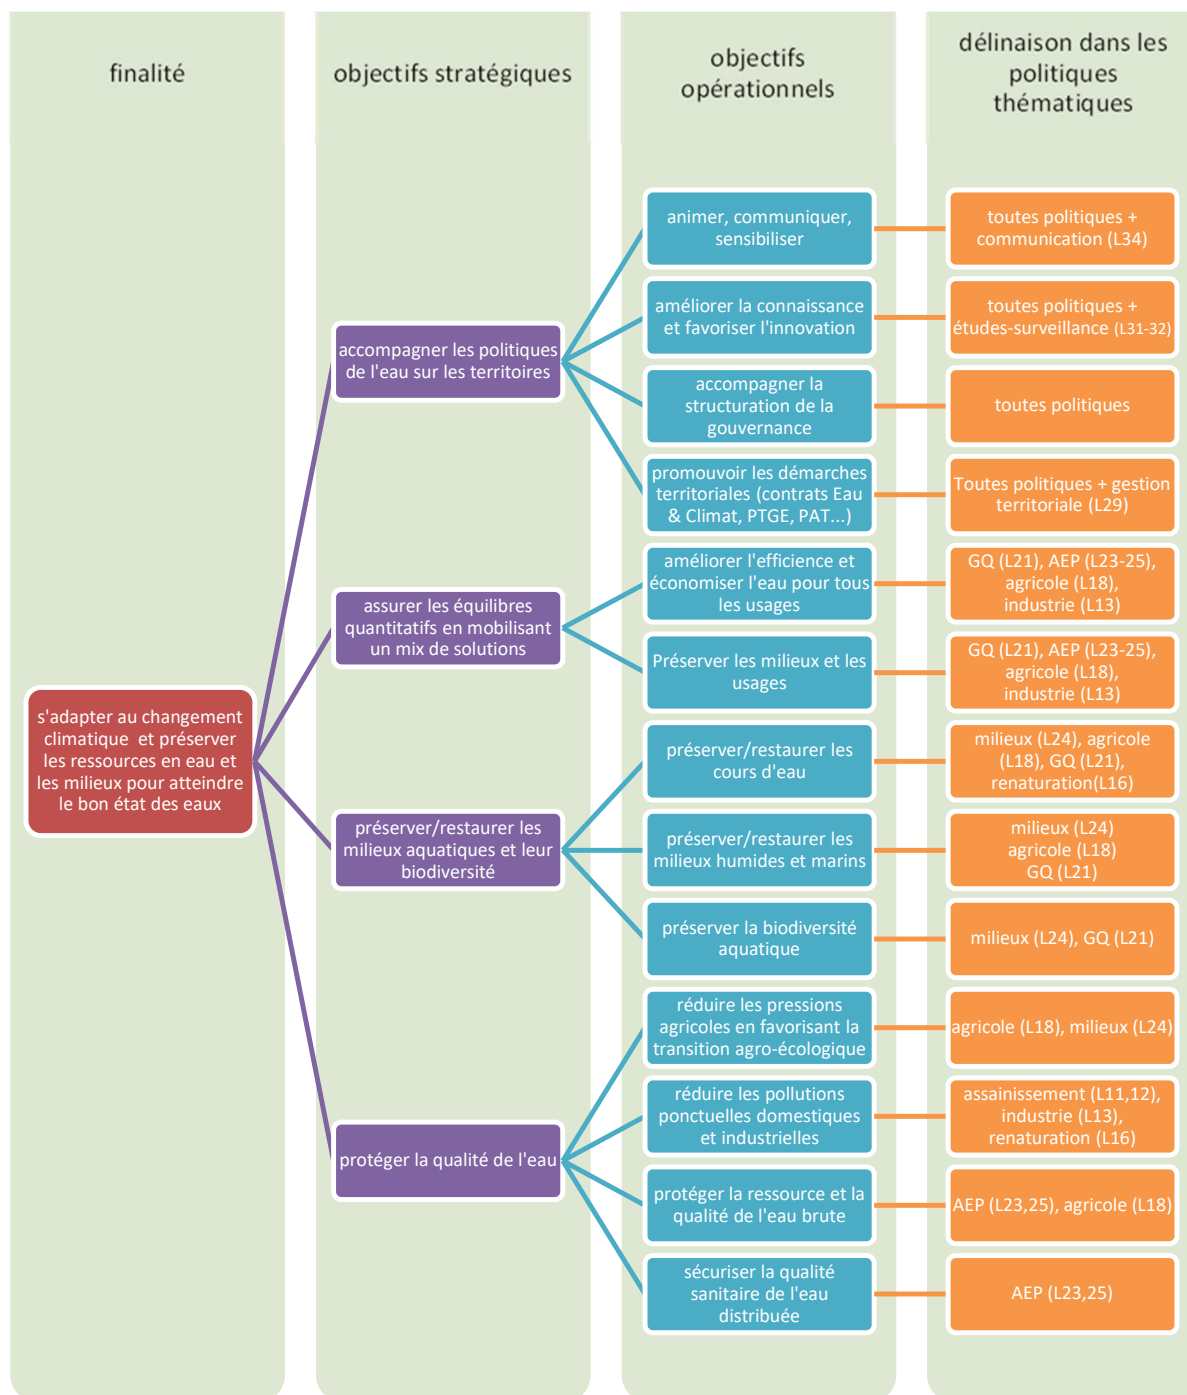 finalité
objectifs stratégiques
objectifs
opérationnels
délinaison dans les
politiques
thématiques
s'adapter au changement
climatique et préserver
les ressources en eau et
les milieux pour atteindre
le bon état des eaux
accompagner les politiques
de l'eau sur les territoires
animer, communiquer,
sensibiliser
toutes politiques +
communication (L34)
améliorer la connaissance
et favoriser l'innovation
toutes politiques +
études-surveillance (L31-32)
accompagner la
structuration de la
gouvernance
toutes politiques
promouvoir les démarches
territoriales (contrats Eau
& Climat, PTGE, PAT...)
Toutes politiques + gestion
territoriale (L29)
assurer les équilibres
quantitatifs en mobilisant
un mix de solutions
améliorer l'efficience et
économiser l'eau pour tous
les usages
GQ (L21), AEP (L23-25),
agricole (L18),
industrie (L13)
Préserver les milieux et les
usages
GQ (L21), AEP (L23-25),
agricole (L18),
industrie (L13)
préserver/restaurer les
milieux aquatiques et leur
biodiversité
préserver/restaurer les
cours d'eau
milieux (L24), agricole
(L18), GQ (L21),
renaturation(L16)
préserver/restaurer les
milieux humides et marins
milieux (L24)
agricole (L18)
GQ (L21)
préserver la biodiversité
aquatique
milieux (L24), GQ (L21)
protéger la qualité de l'eau
réduire les pressions
agricoles en favorisant la
transition agro-écologique
agricole (L18), milieux (L24)
réduire les pollutions
ponctuelles domestiques
et industrielles
assainissement (L11,12),
industrie (L13),
renaturation (L16)
protéger la ressource et la
qualité de l'eau brute
AEP (L23,25), agricole (L18)
sécuriser la qualité
sanitaire de l'eau
distribuée
AEP (L23,25)